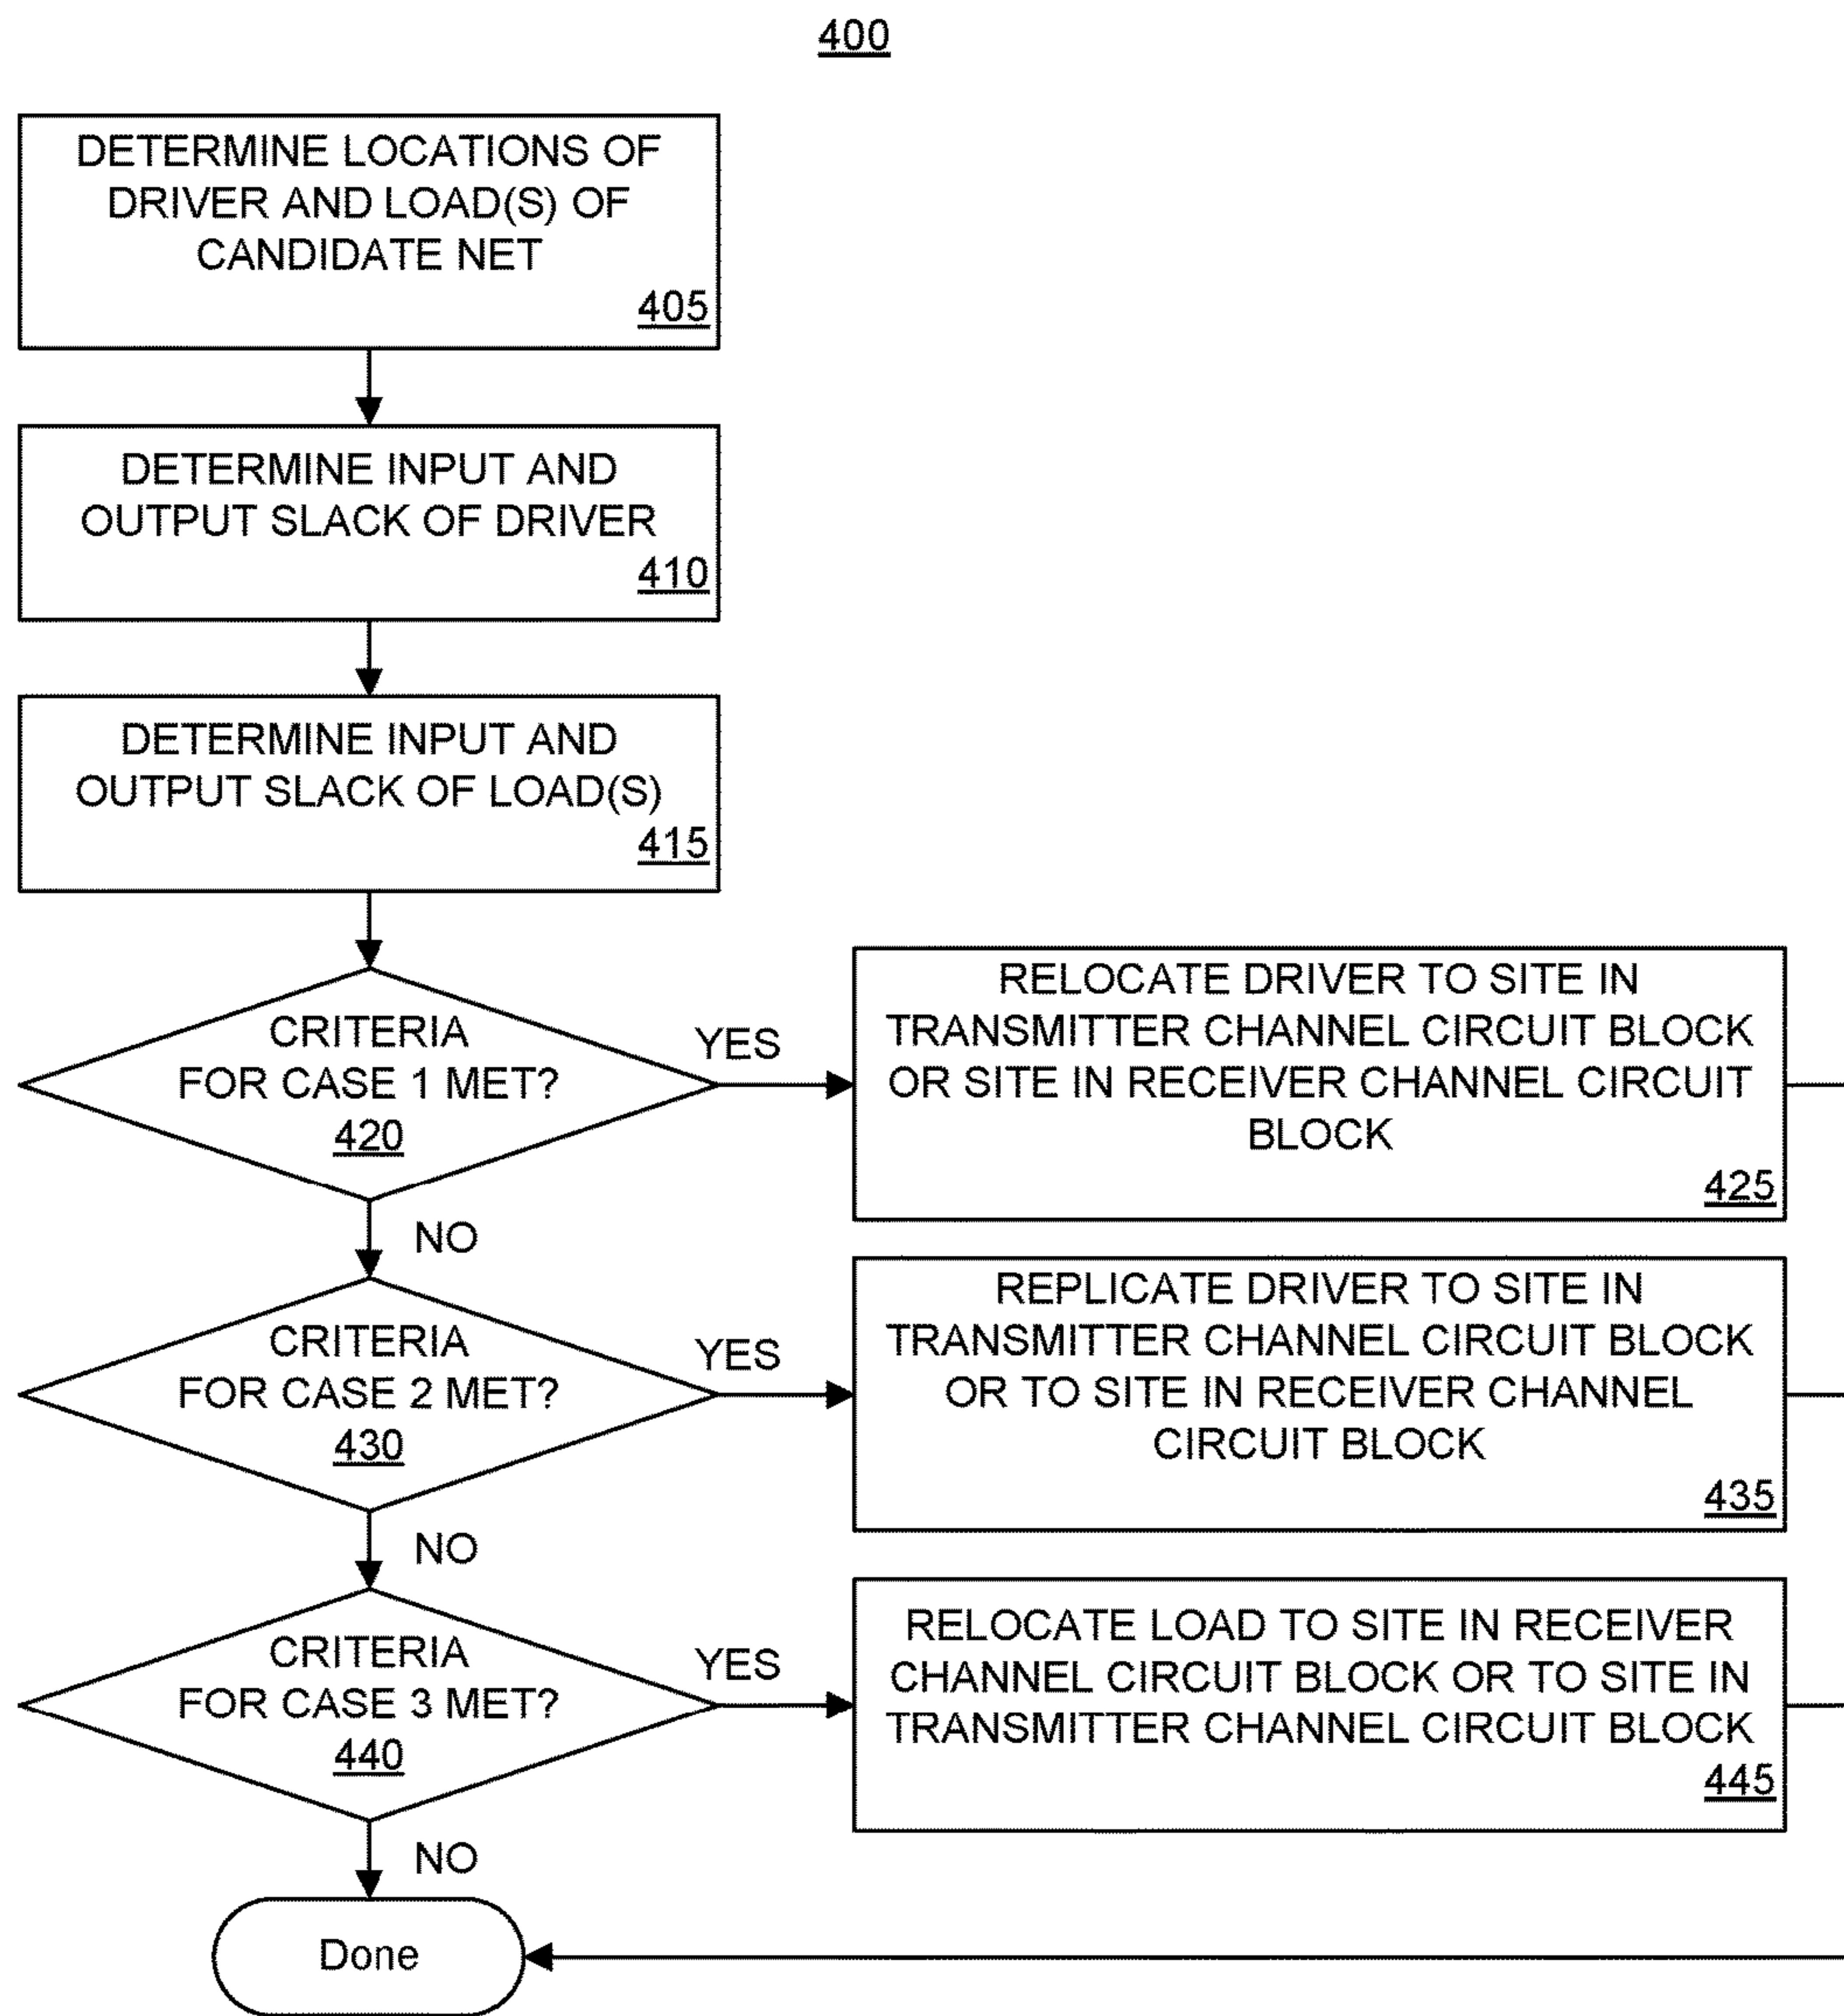 400
DETERMINE LOCATIONS OF
DRIVER AND LOAD(S) OF
CANDIDATE NET
405
DETERMINE INPUT AND
OUTPUT SLACK OF DRIVER
410
DETERMINE INPUT AND
OUTPUT SLACK OF LOAD(S)
415
CRITERIA
FOR CASE 1 MET?
420
YES
RELOCATE DRIVER TO SITE IN
TRANSMITTER CHANNEL CIRCUIT BLOCK
OR SITE IN RECEIVER CHANNEL CIRCUIT
BLOCK
425
NO
CRITERIA
FOR CASE 2 MET?
430
YES
REPLICATE DRIVER TO SITE IN
TRANSMITTER CHANNEL CIRCUIT BLOCK
OR TO SITE IN RECEIVER CHANNEL
CIRCUIT BLOCK
435
NO
CRITERIA
FOR CASE 3 MET?
440
YES
RELOCATE LOAD TO SITE IN RECEIVER
CHANNEL CIRCUIT BLOCK OR TO SITE IN
TRANSMITTER CHANNEL CIRCUIT BLOCK
445
NO
Done